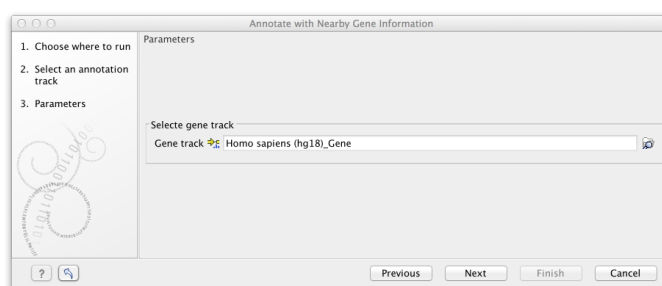 Annotate with Nearby Gene Information
1. Choose where to run
2. Select an annotation
track
3. Parameters
Parameters
Selecte gene track
Gene track Homo sapiens (hg18)_Gene
? Previous Next Finish Cancel